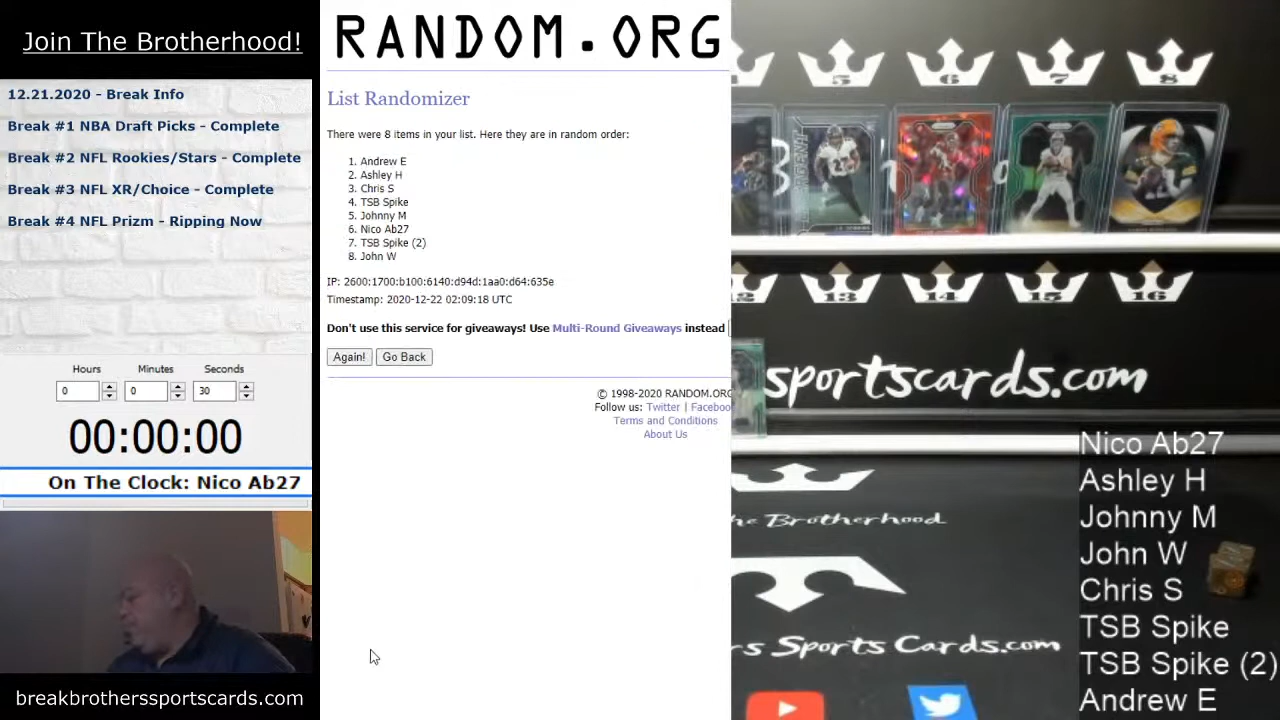 Join The Brotherhood!
12.21.2020 - Break Info
Break #1 NBA Draft Picks - Complete
Break #2 NFL Rookies/Stars - Complete
Break #3 NFL XR/Choice - Complete
Break #4 NFL Prizm - Ripping Now
Hours Minutes Seconds
0 0 30
00:00:00
On The Clock: Nico Ab27
breakbrotherssportscards.com
RANDOM.ORG
List Randomizer
There were 8 items in your list. Here they are in random order:
1. Andrew E
2. Ashley H
3. Chris S
4. TSB Spike
5. Johnny M
6. Nico Ab27
7. TSB Spike (2)
8. John W
IP: 2600:1700:b100:6140:d94d:1aa0:d64:635e
Timestamp: 2020-12-22 02:09:18 UTC
Don't use this service for giveaways! Use Multi-Round Giveaways instead
Again! Go Back
© 1998-2020 RANDOM.ORG
Follow us: Twitter | Faceboo
Terms and Conditions
About Us
5 6 7 8
12 13 14 15 16
sportscards.com
he Brotherhood
rs Sports Cards.com
Nico Ab27
Ashley H
Johnny M
John W
Chris S
TSB Spike
TSB Spike (2)
Andrew E